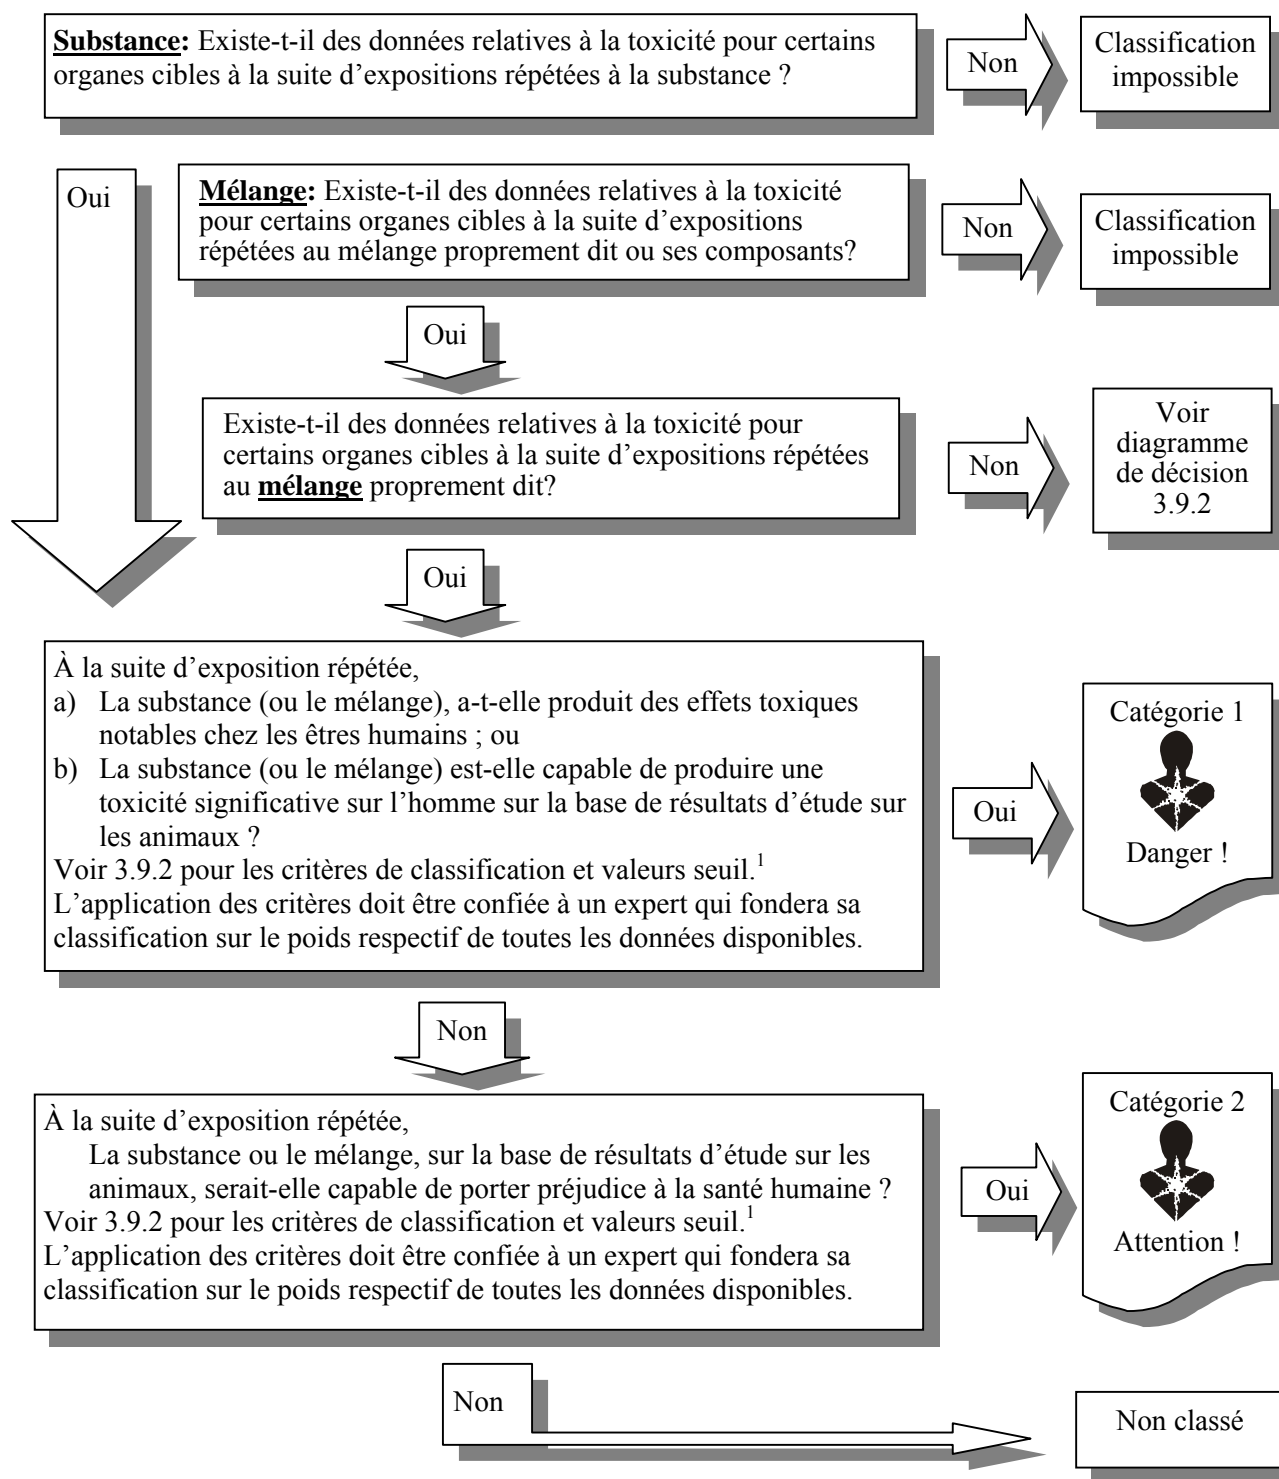 Substance: Existe-t-il des données relatives à la toxicité pour certains
organes cibles à la suite d'expositions répétées à la substance ?
Non
Classification
impossible
Oui
Mélange: Existe-t-il des données relatives à la toxicité
pour certains organes cibles à la suite d'expositions
répétées au mélange proprement dit ou ses composants?
Non
Classification
impossible
Oui
Existe-t-il des données relatives à la toxicité pour
certains organes cibles à la suite d'expositions répétées
au mélange proprement dit?
Non
Voir
diagramme
de décision
3.9.2
Oui
À la suite d'exposition répétée,
a) La substance (ou le mélange), a-t-elle produit des effets toxiques
notables chez les êtres humains ; ou
b) La substance (ou le mélange) est-elle capable de produire une
toxicité significative sur l'homme sur la base de résultats d'étude sur
les animaux ?
Voir 3.9.2 pour les critères de classification et valeurs seuil.1
L'application des critères doit être confiée à un expert qui fondera sa
classification sur le poids respectif de toutes les données disponibles.
Oui
Catégorie 1
Danger !
Non
À la suite d'exposition répétée,
La substance ou le mélange, sur la base de résultats d'étude sur les
animaux, serait-elle capable de porter préjudice à la santé humaine ?
Voir 3.9.2 pour les critères de classification et valeurs seuil.1
L'application des critères doit être confiée à un expert qui fondera sa
classification sur le poids respectif de toutes les données disponibles.
Oui
Catégorie 2
Attention !
Non
Non classé